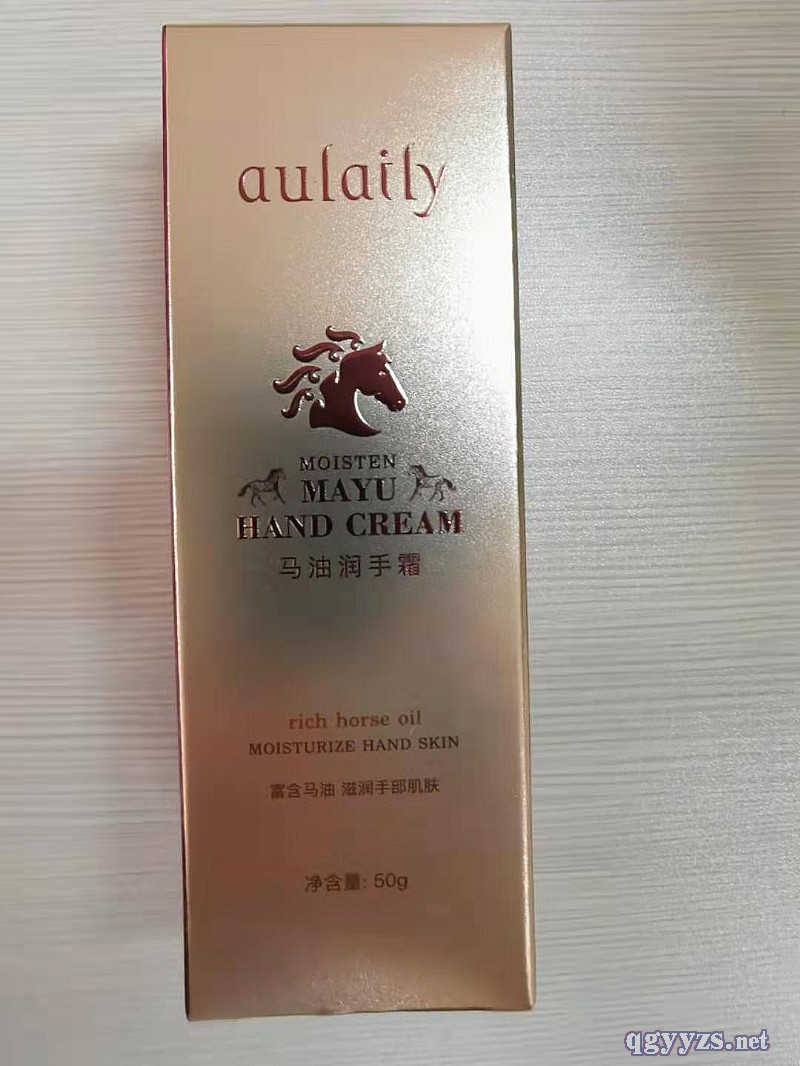 aulaily
MOISTEN
MAYU
HAND CREAM
马油润手霜
rich horse oil
MOISTURIZE HAND SKIN
富含马油 滋润手部肌肤
净含量: 50g
qgyyzs.net